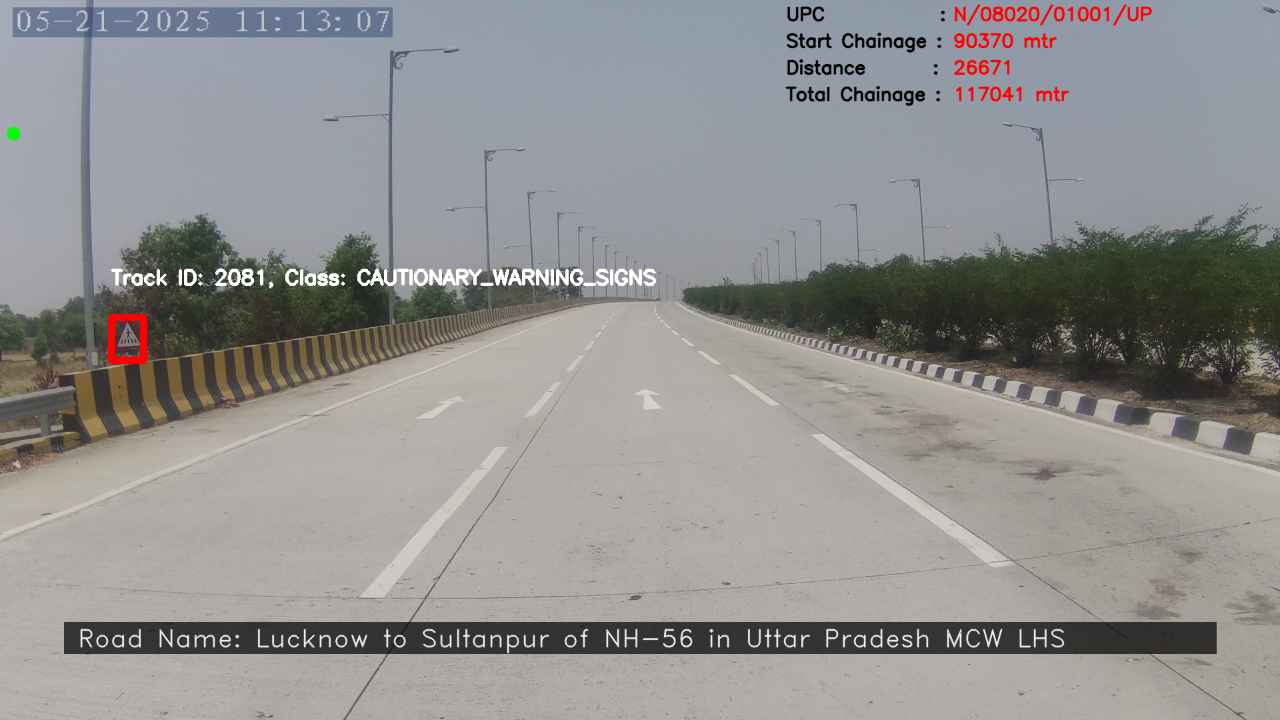 05-21-2025 11:13:07
UPC : N/08020/01001/UP
Start Chainage : 90370 mtr
Distance : 26671
Total Chainage : 117041 mtr
Track ID: 2081, Class: CAUTIONARY_WARNING_SIGNS
Road Name: Lucknow to Sultanpur of NH-56 in Uttar Pradesh MCW LHS